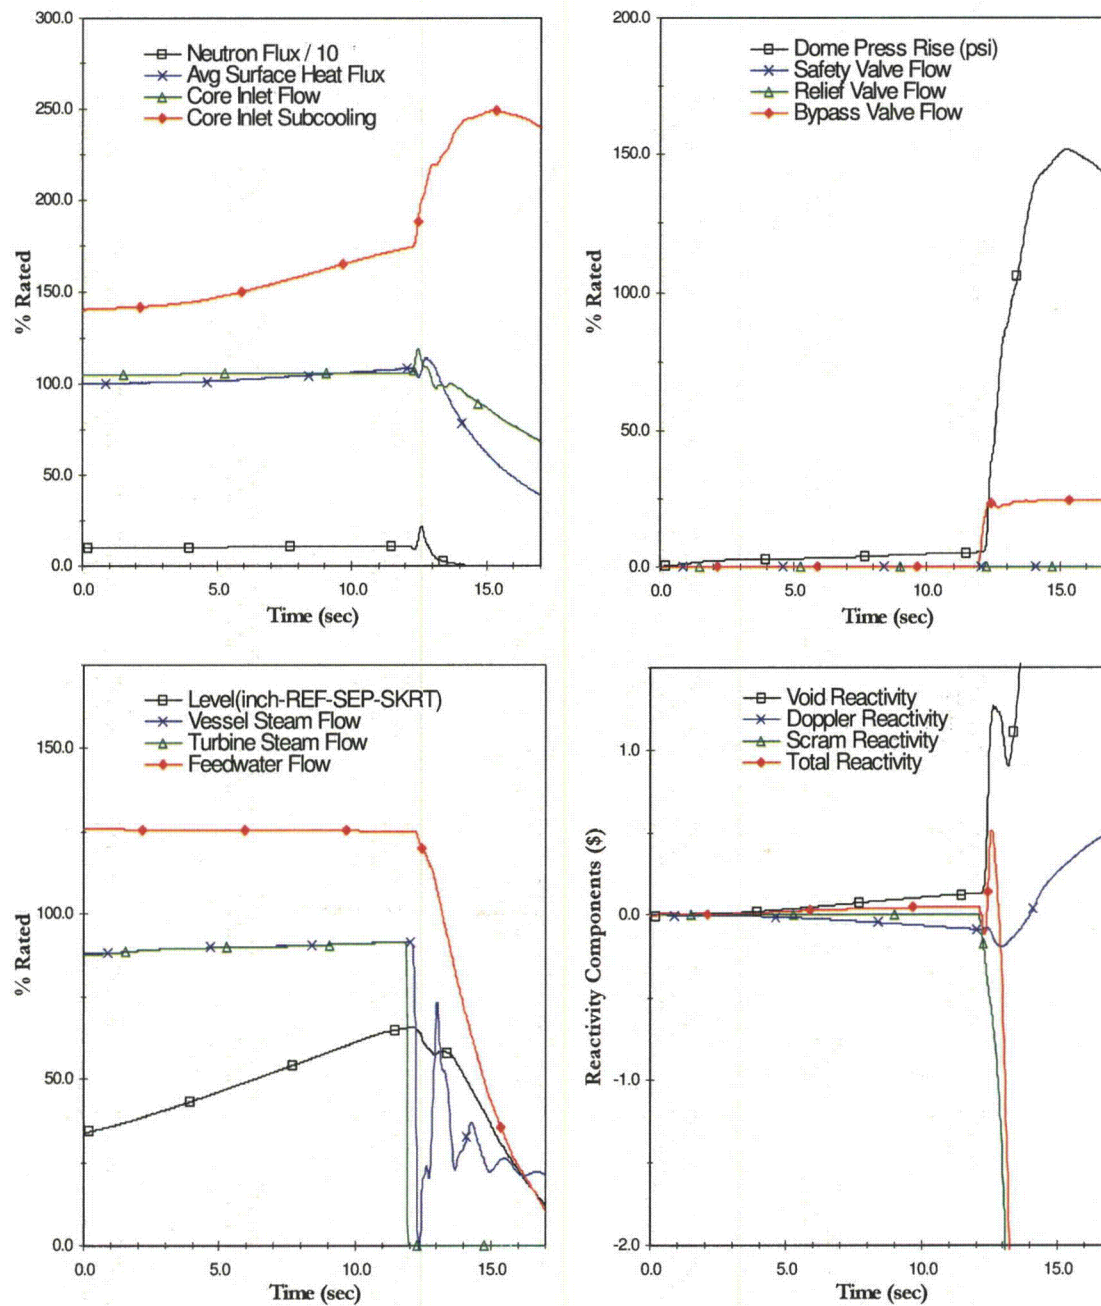 300.0
Neutron Flux / 10
Avg Surface Heat Flux
Core Inlet Flow
Core Inlet Subcooling
250.0
200.0
150.0
100.0
50.0
0.0
% Rated
0.0 5.0 10.0 15.0
Time (sec)
200.0
Dome Press Rise (psi)
Safety Valve Flow
Relief Valve Flow
Bypass Valve Flow
150.0
100.0
50.0
0.0
% Rated
0.0 5.0 10.0 15.0
Time (sec)
Level(inch-REF-SEP-SKRT)
Vessel Steam Flow
Turbine Steam Flow
Feedwater Flow
150.0
100.0
50.0
0.0
% Rated
0.0 5.0 10.0 15.0
Time (sec)
Void Reactivity
Doppler Reactivity
Scram Reactivity
Total Reactivity
1.0
0.0
-1.0
-2.0
Reactivity Components ($)
0.0 5.0 10.0 15.0
Time (sec)